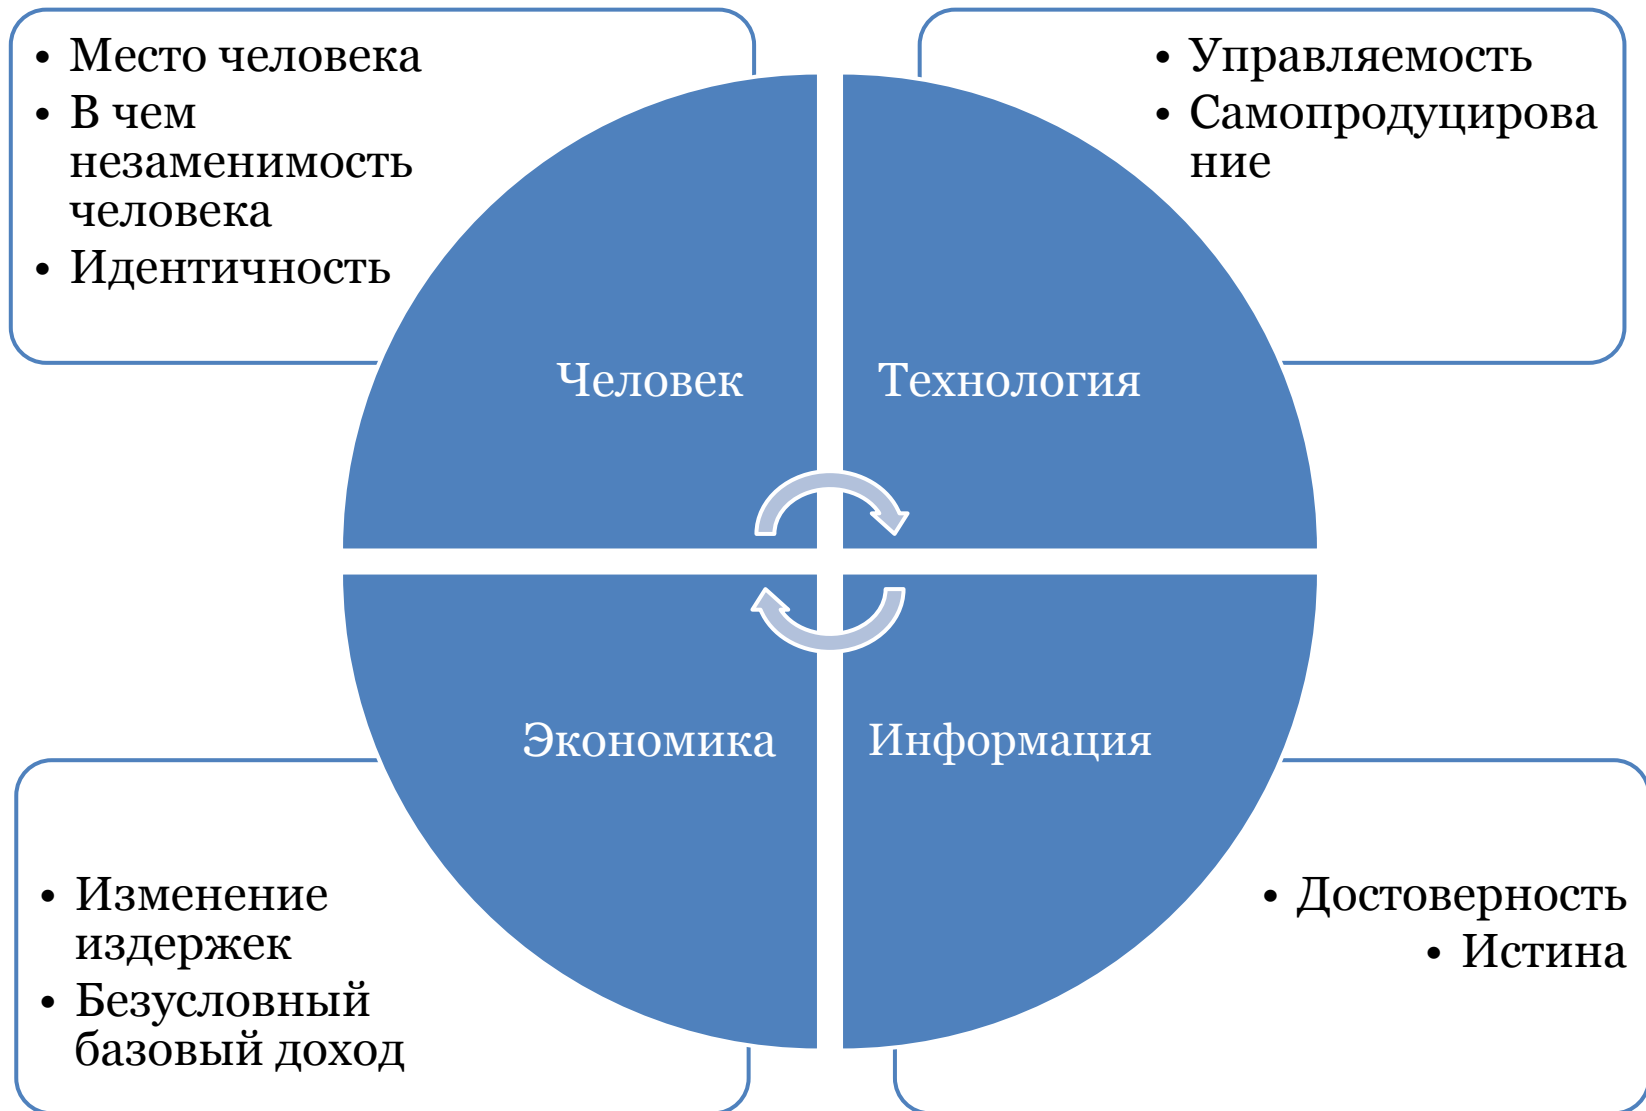 • Место человека
• В чем
незаменимость
человека
• Идентичность
• Управляемость
• Самопродуцирова
ние
Человек
Технология
Экономика
Информация
• Изменение
издержек
• Безусловный
базовый доход
• Достоверность
• Истина